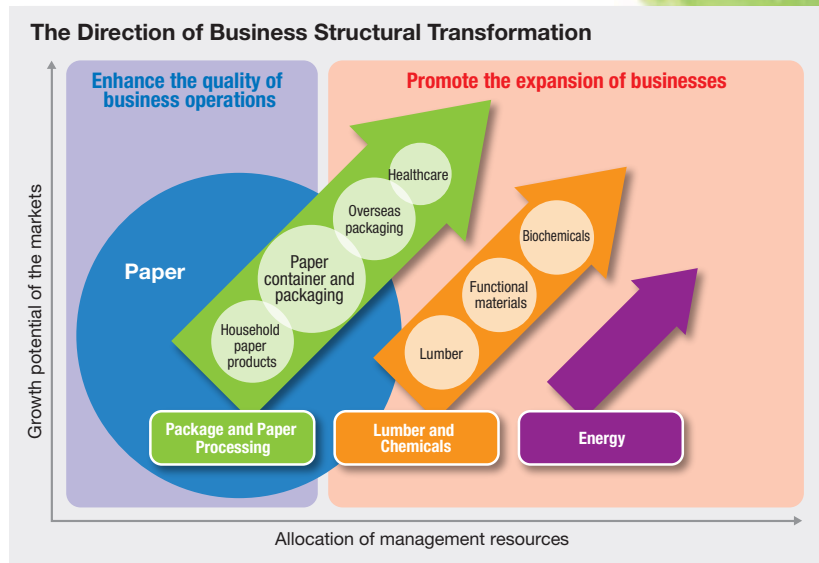 The Direction of Business Structural Transformation
Enhance the quality of
business operations
Promote the expansion of businesses
Growth potential of the markets
Paper
Healthcare
Overseas
packaging
Paper
container and
packaging
Household
paper
products
Biochemicals
Functional
materials
Lumber
Package and Paper
Processing
Lumber and
Chemicals
Energy
Allocation of management resources